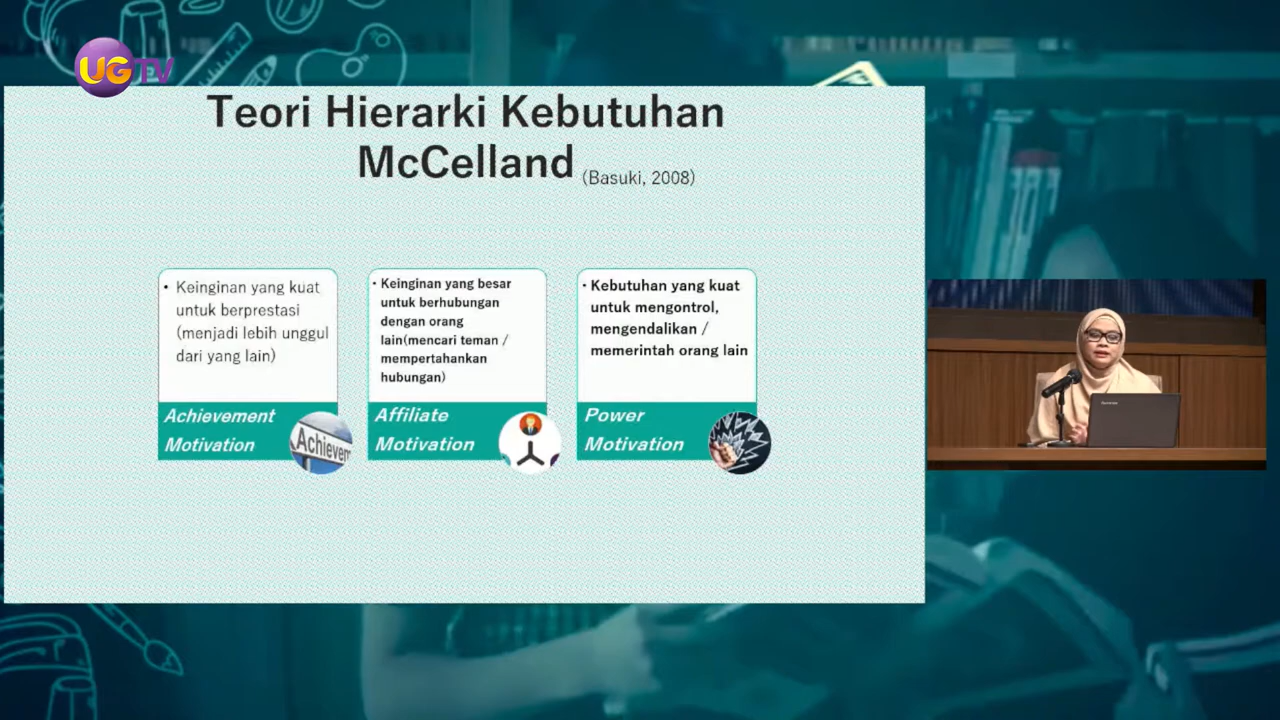 UGTV
Teori Hierarki Kebutuhan
McCelland (Basuki, 2008)
• Keinginan yang kuat
untuk berprestasi
(menjadi lebih unggul
dari yang lain)
Achievement
Motivation
Achievem
• Keinginan yang besar
untuk berhubungan
dengan orang
lain(mencari teman /
mempertahankan
hubungan)
Affiliate
Motivation
• Kebutuhan yang kuat
untuk mengontrol,
mengendalikan /
memerintah orang lain
Power
Motivation